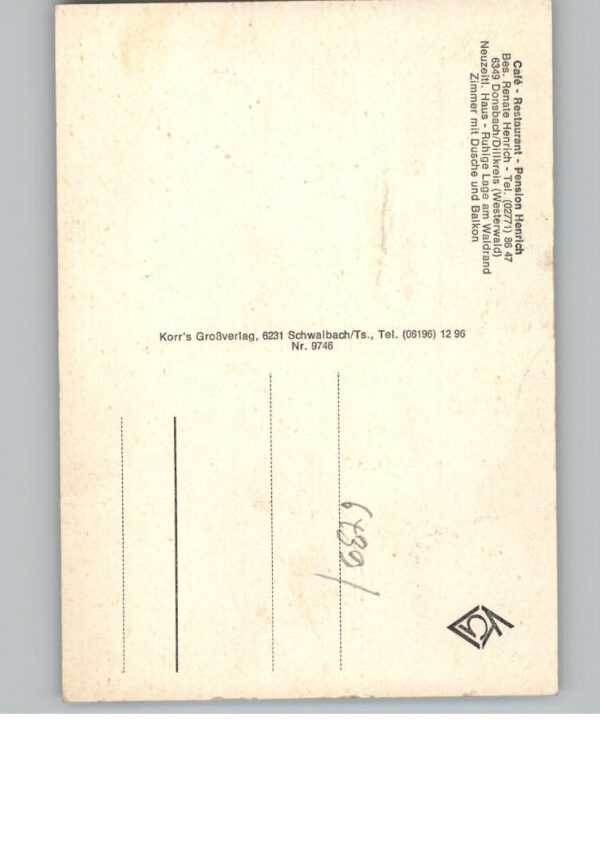 Café - Restaurant - Pension Henrich
Bes. Renate Henrich - Tel. (02771) 86 47
6349 Donsbach/Dillkreis (Westerwald)
Neuzeitl. Haus - Ruhige Lage am Waldrand
Zimmer mit Dusche und Balkon
Korr's Großverlag, 6231 Schwalbach/Ts., Tel. (06196) 12 96
Nr. 9746